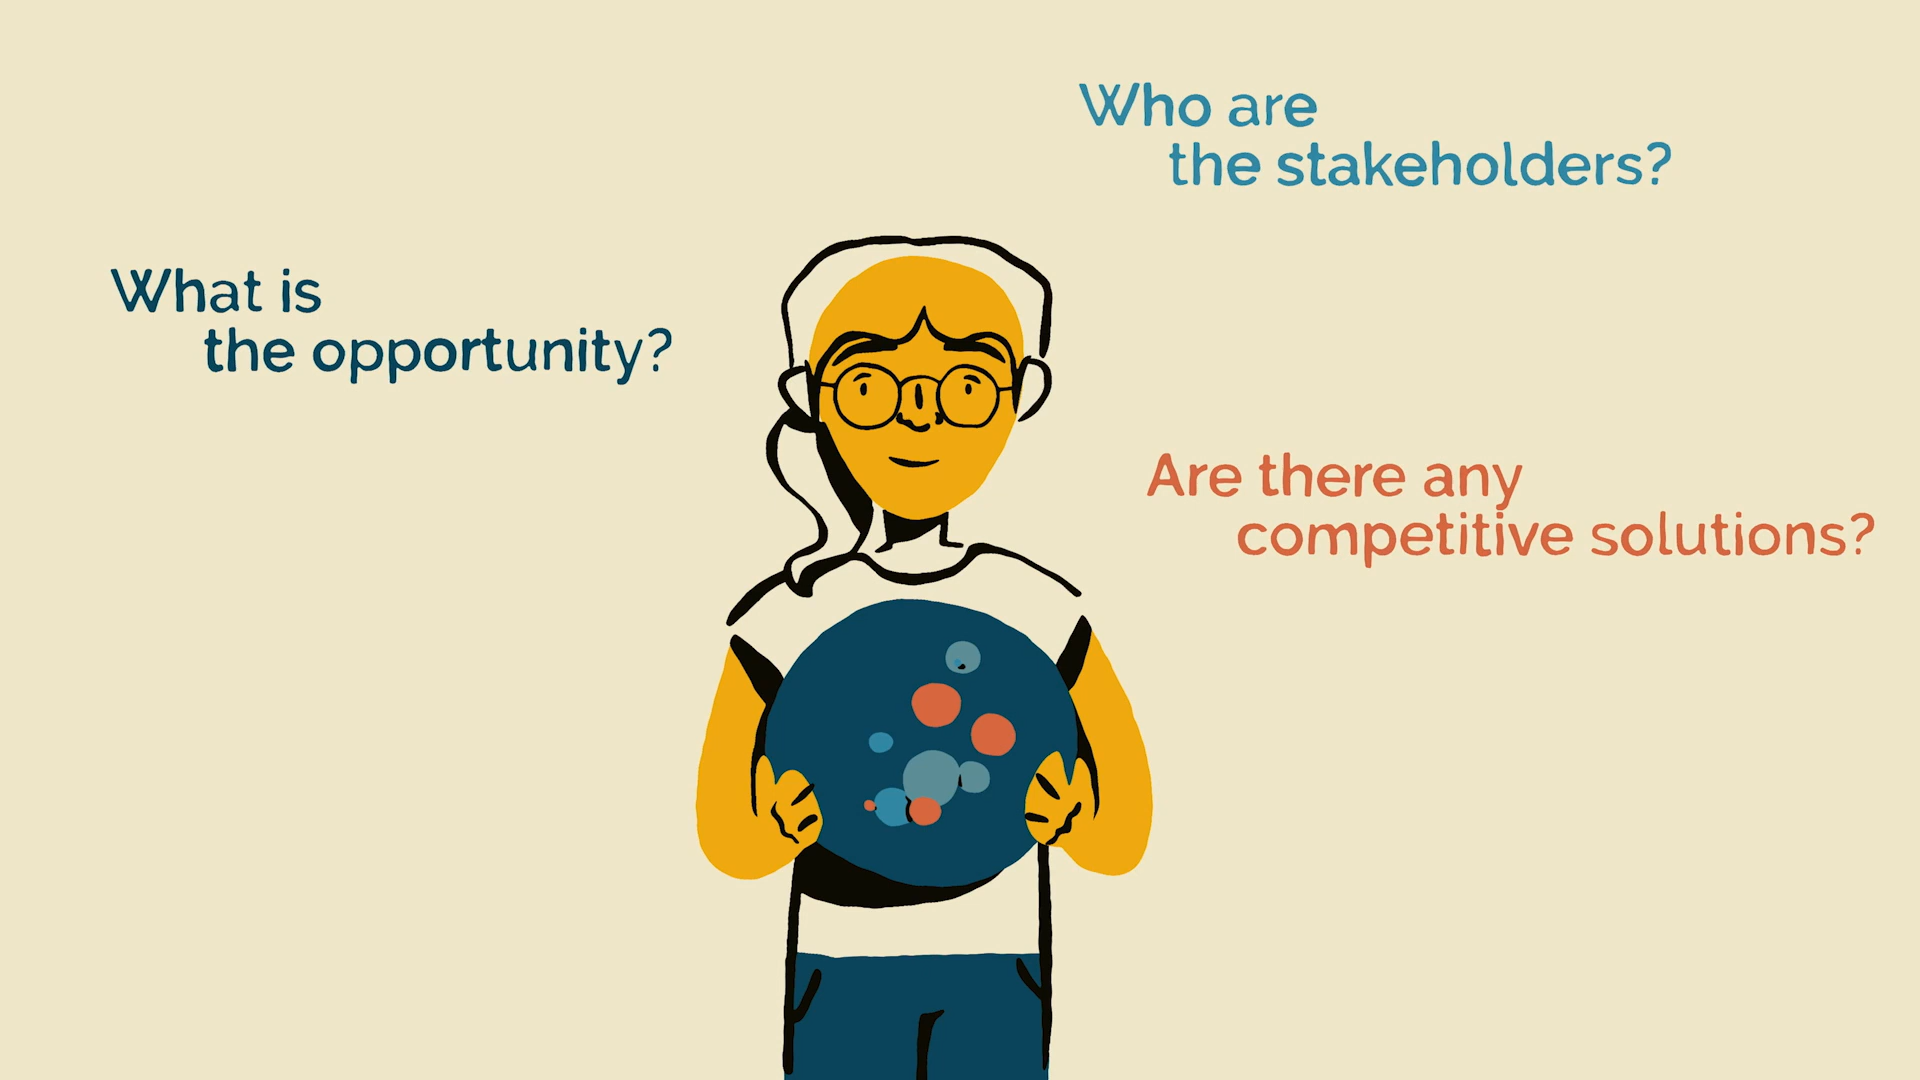 Who are
the stakeholders?
What is
the opportunity?
Are there any
competitive solutions?